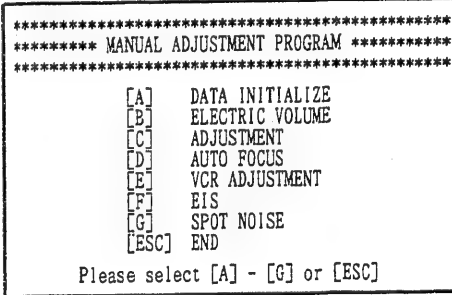 **********************************************
********* MANUAL ADJUSTMENT PROGRAM **********
**********************************************
[A] DATA INITIALIZE
[B] ELECTRIC VOLUME
[C] ADJUSTMENT
[D] AUTO FOCUS
[E] VCR ADJUSTMENT
[F] EIS
[G] SPOT NOISE
[ESC] END
Please select [A] - [G] or [ESC]